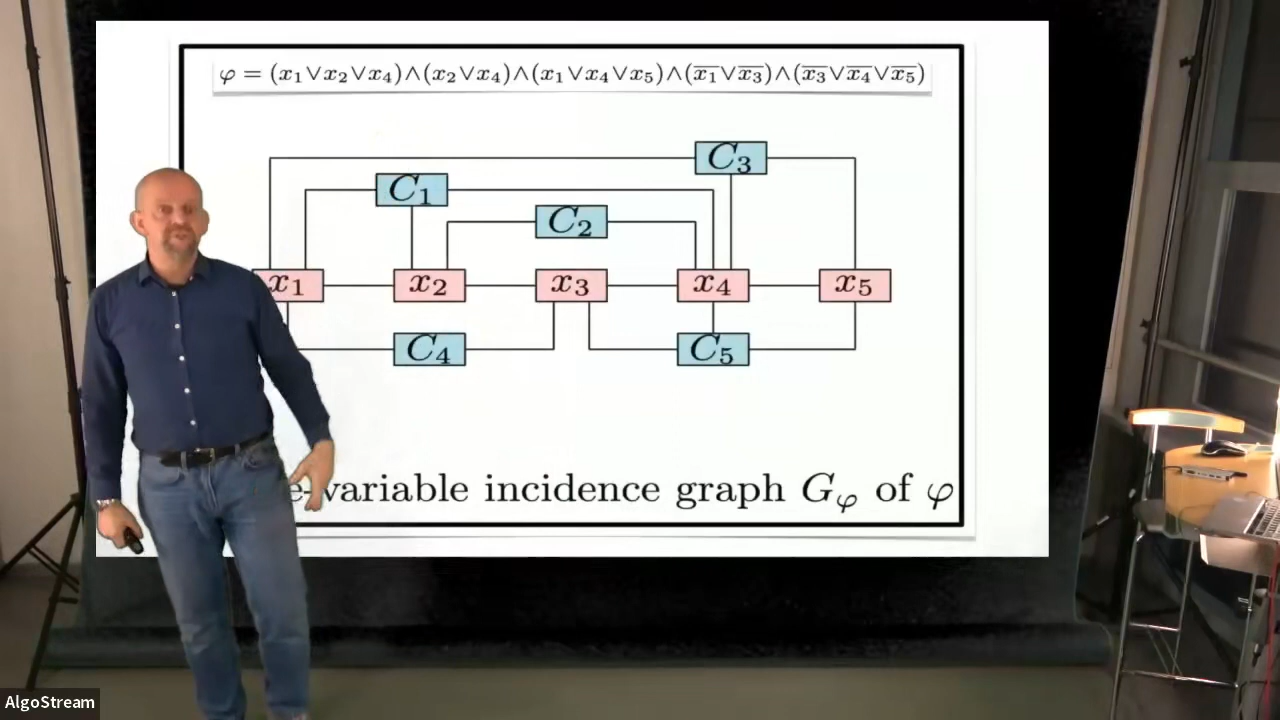 φ = (x₁∨x₂∨x₄)∧(x₂∨x₄)∧(x₁∨x₄∨x₅)∧(x̅₁∨x̅₃)∧(x̅₃∨x̅₄∨x̅₅)
C₃
C₁
C₂
x₁ x₂ x₃ x₄ x₅
C₄ C₅
variable incidence graph Gφ of φ
AlgoStream